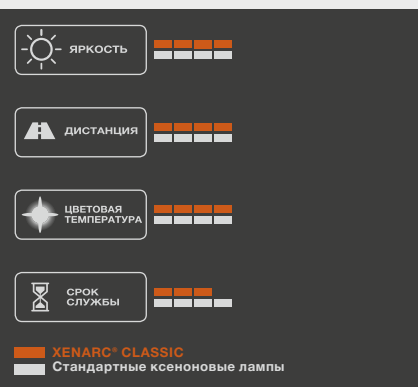 ЯРКОСТЬ
ДИСТАНЦИЯ
ЦВЕТОВАЯ
ТЕМПЕРАТУРА
СРОК
СЛУЖБЫ
XENARC® CLASSIC
Стандартные ксеноновые лампы